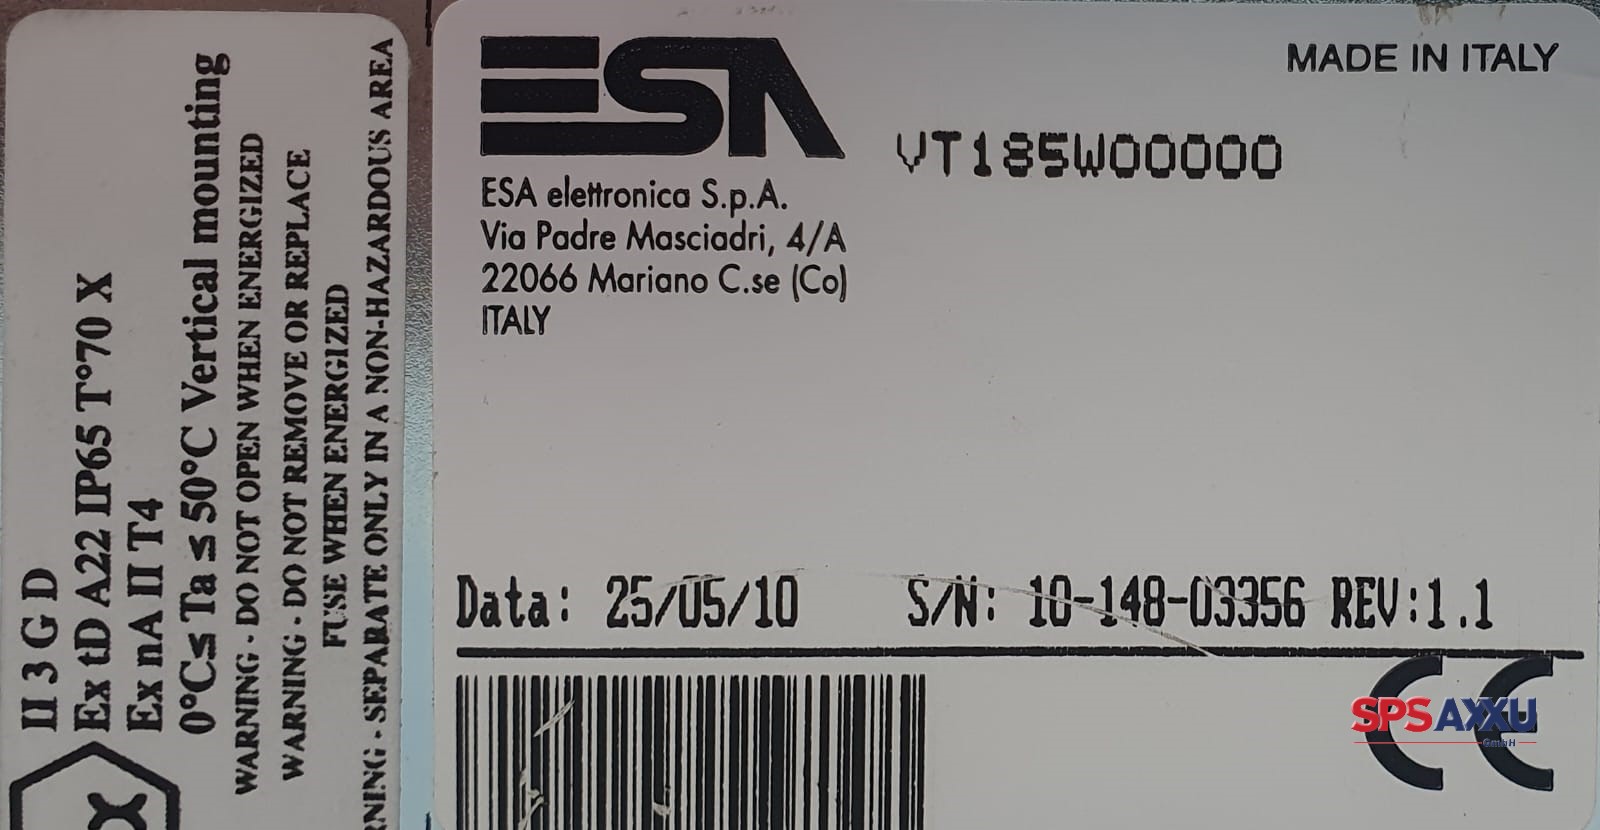 II 3 G D
Ex tD A22 IP65 T°70 X
Ex nA II T4
0°C≤ Ta ≤ 50°C Vertical mounting
WARNING - DO NOT OPEN WHEN ENERGIZED
WARNING - DO NOT REMOVE OR REPLACE
FUSE WHEN ENERGIZED
SEPARATE ONLY IN A NON-HAZARDOUS AREA
ESA
MADE IN ITALY
VT185W00000
ESA elettronica S.p.A.
Via Padre Masciadri, 4/A
22066 Mariano C.se (Co)
ITALY
Data: 25/05/10 S/N: 10-148-03356 REV:1.1
CE
SPS AXXU
GmbH